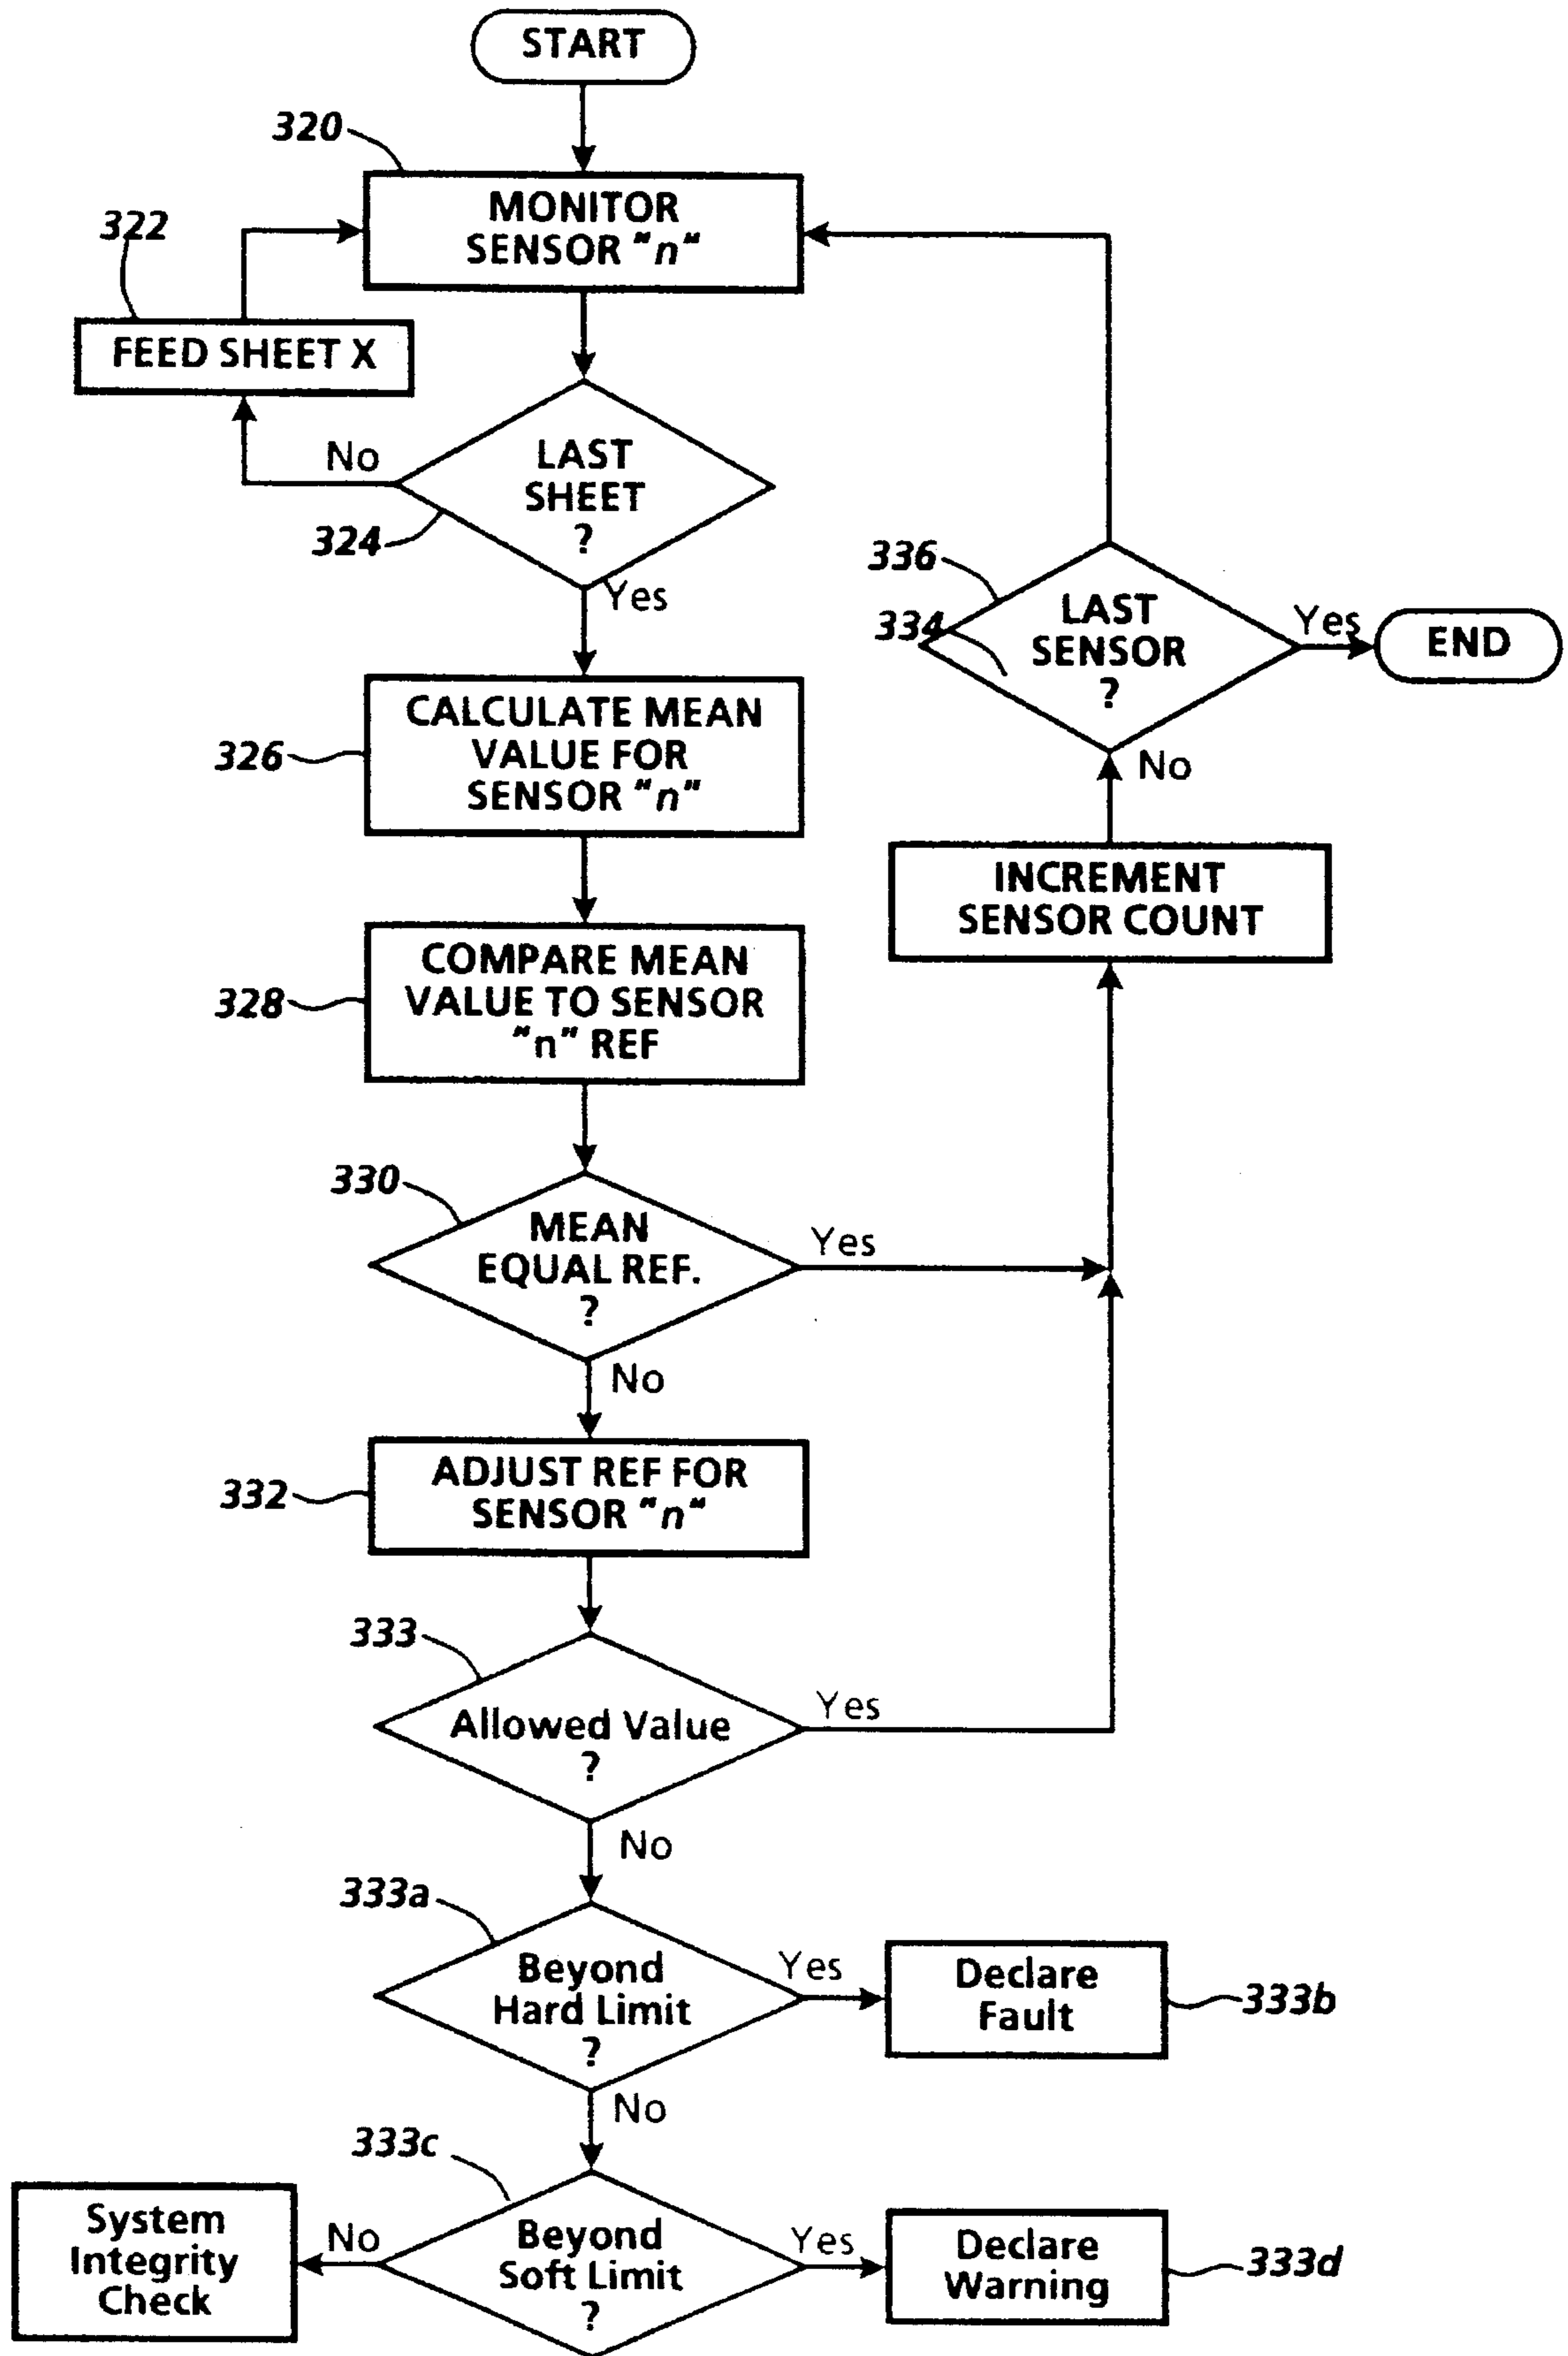 START
320
MONITOR
SENSOR "n"
322
FEED SHEET X
No
LAST
SHEET
?
324
Yes
336
334
LAST
SENSOR
?
Yes
END
No
326
CALCULATE MEAN
VALUE FOR
SENSOR "n"
INCREMENT
SENSOR COUNT
328
COMPARE MEAN
VALUE TO SENSOR
"n" REF
330
MEAN
EQUAL REF.
?
Yes
No
332
ADJUST REF FOR
SENSOR "n"
333
Allowed Value
?
Yes
No
333a
Beyond
Hard Limit
?
Yes
Declare
Fault
333b
No
333c
System
Integrity
Check
No
Beyond
Soft Limit
?
Yes
Declare
Warning
333d